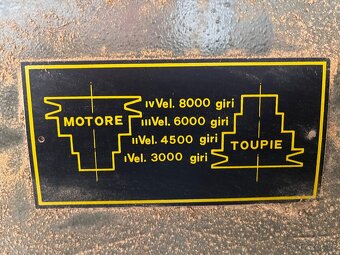 IV Vel. 8000 giri
MOTORE
III Vel. 6000 giri
II Vel. 4500 giri
TOUPIE
I Vel. 3000 giri